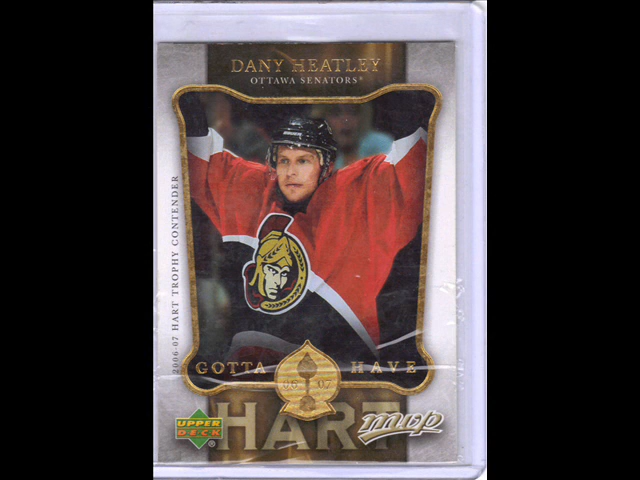 DANY HEATLEY
OTTAWA SENATORS®
2006-07 HART TROPHY CONTENDER
GOTTA HAVE
06 07
HART
UPPER DECK®
mvp